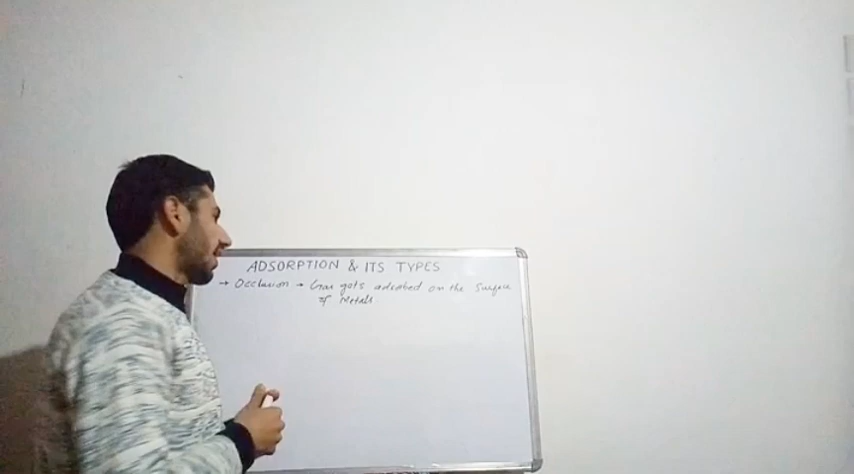 ADSORPTION & ITS TYPES
→ Occlusion → Gas gets adsorbed on the Surface
of Metals